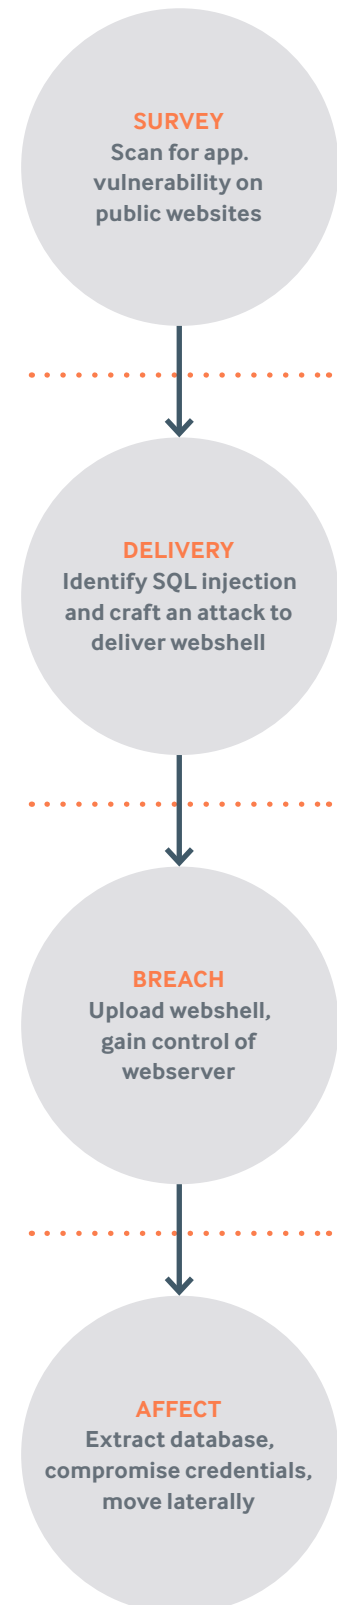 SURVEY
Scan for app.
vulnerability on
public websites
DELIVERY
Identify SQL injection
and craft an attack to
deliver webshell
BREACH
Upload webshell,
gain control of
webserver
AFFECT
Extract database,
compromise credentials,
move laterally